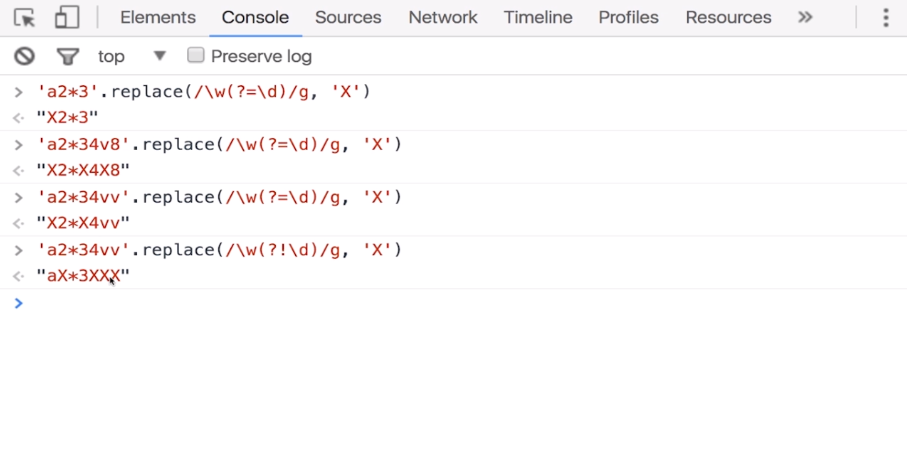 Elements Console Sources Network Timeline Profiles Resources »
top ▼ Preserve log
> 'a2*3'.replace(/\w(?=\d)/g, 'X')
"X2*3"
> 'a2*34v8'.replace(/\w(?=\d)/g, 'X')
"X2*X4X8"
> 'a2*34vv'.replace(/\w(?=\d)/g, 'X')
"X2*X4vv"
> 'a2*34vv'.replace(/\w(?!\d)/g, 'X')
"aX*3XXX"
>